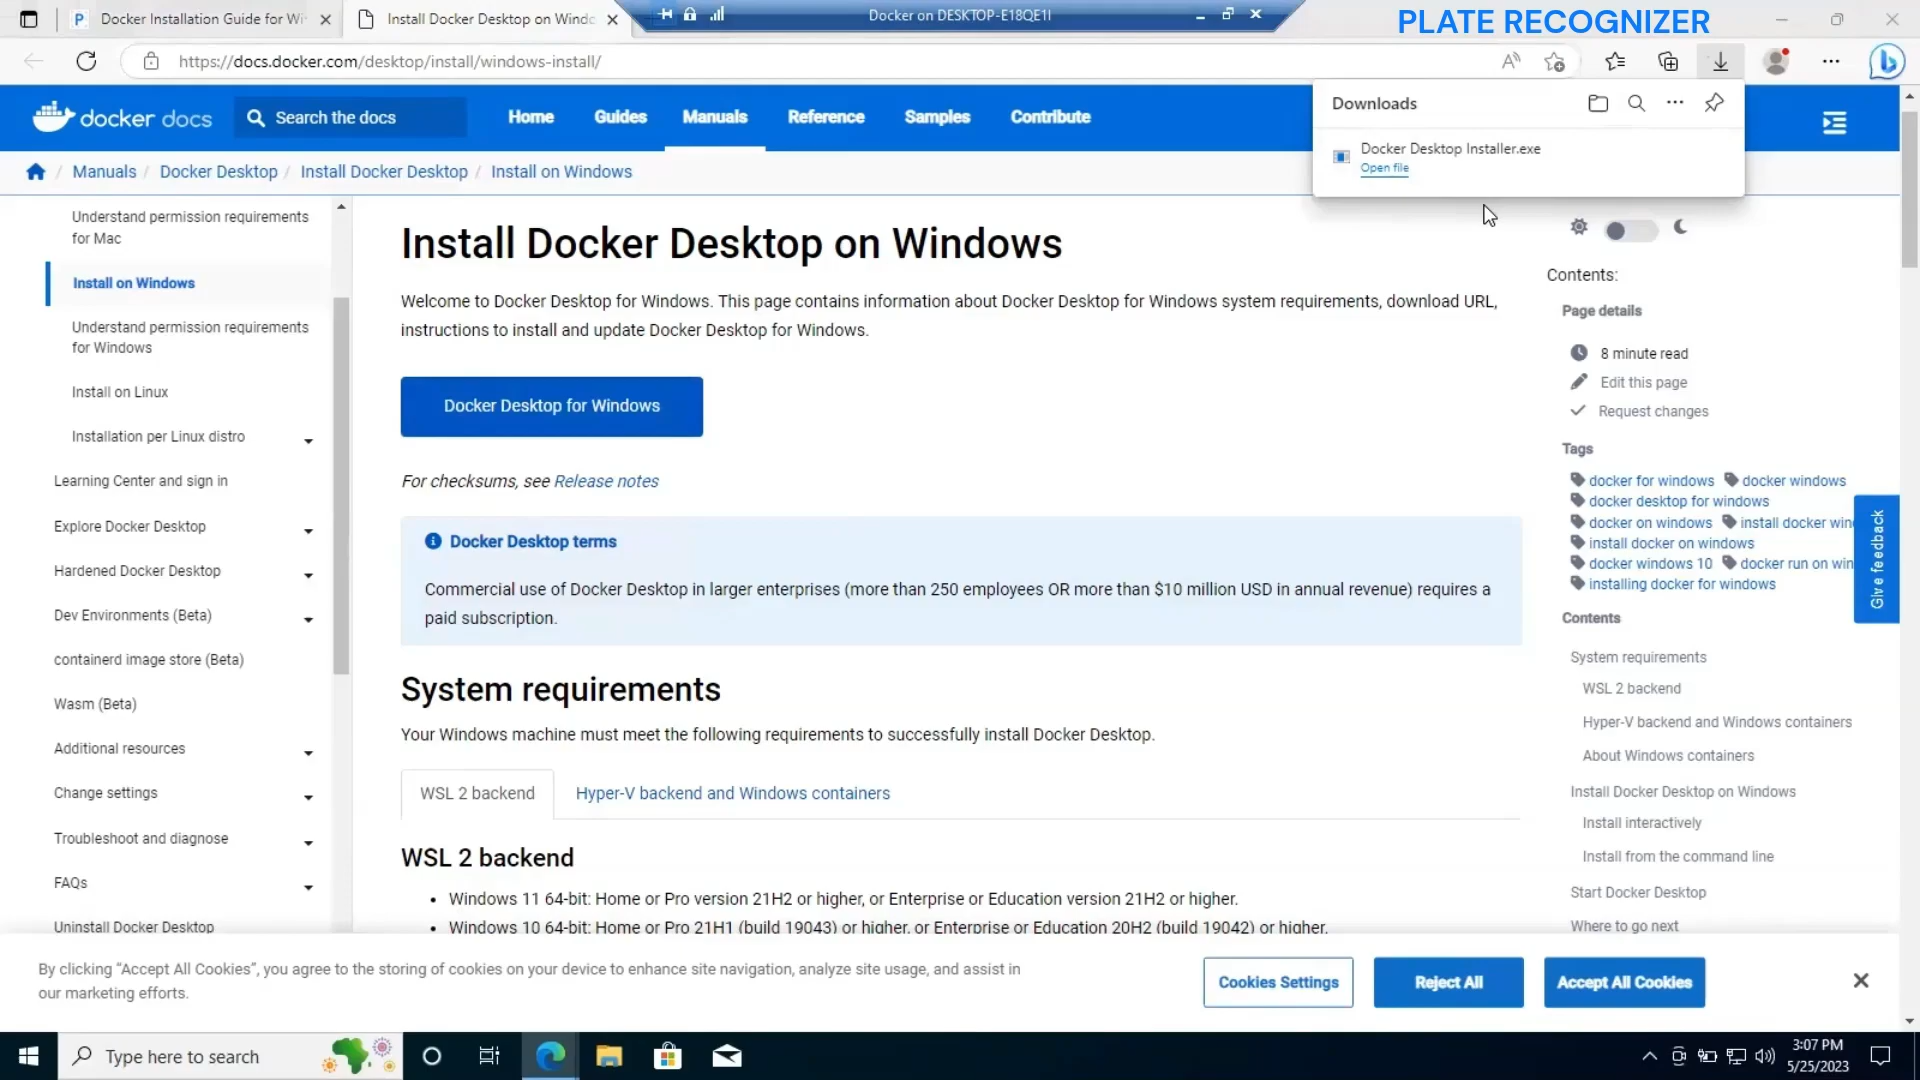 Docker Installation Guide for Wi
Install Docker Desktop on Windo
Docker on DESKTOP-E18QE1I
PLATE RECOGNIZER
https://docs.docker.com/desktop/install/windows-install/
docker docs
Search the docs
Home
Guides
Manuals
Reference
Samples
Contribute
Downloads
Docker Desktop Installer.exe
Open file
/ Manuals / Docker Desktop / Install Docker Desktop / Install on Windows
Understand permission requirements
for Mac
Install on Windows
Understand permission requirements
for Windows
Install on Linux
Installation per Linux distro
Learning Center and sign in
Explore Docker Desktop
Hardened Docker Desktop
Dev Environments (Beta)
containerd image store (Beta)
Wasm (Beta)
Additional resources
Change settings
Troubleshoot and diagnose
FAQs
Uninstall Docker Desktop
Install Docker Desktop on Windows
Welcome to Docker Desktop for Windows. This page contains information about Docker Desktop for Windows system requirements, download URL,
instructions to install and update Docker Desktop for Windows.
Docker Desktop for Windows
For checksums, see Release notes
Docker Desktop terms
Commercial use of Docker Desktop in larger enterprises (more than 250 employees OR more than $10 million USD in annual revenue) requires a
paid subscription.
System requirements
Your Windows machine must meet the following requirements to successfully install Docker Desktop.
WSL 2 backend
Hyper-V backend and Windows containers
WSL 2 backend
• Windows 11 64-bit: Home or Pro version 21H2 or higher, or Enterprise or Education version 21H2 or higher.
• Windows 10 64-bit: Home or Pro 21H1 (build 19043) or higher, or Enterprise or Education 20H2 (build 19042) or higher.
Contents:
Page details
8 minute read
Edit this page
Request changes
Tags
docker for windows docker windows
docker desktop for windows
docker on windows install docker win
install docker on windows
docker windows 10 docker run on win
installing docker for windows
Give feedback
Contents
System requirements
WSL 2 backend
Hyper-V backend and Windows containers
About Windows containers
Install Docker Desktop on Windows
Install interactively
Install from the command line
Start Docker Desktop
Where to go next
By clicking “Accept All Cookies”, you agree to the storing of cookies on your device to enhance site navigation, analyze site usage, and assist in
our marketing efforts.
Cookies Settings
Reject All
Accept All Cookies
Type here to search
3:07 PM
5/25/2023